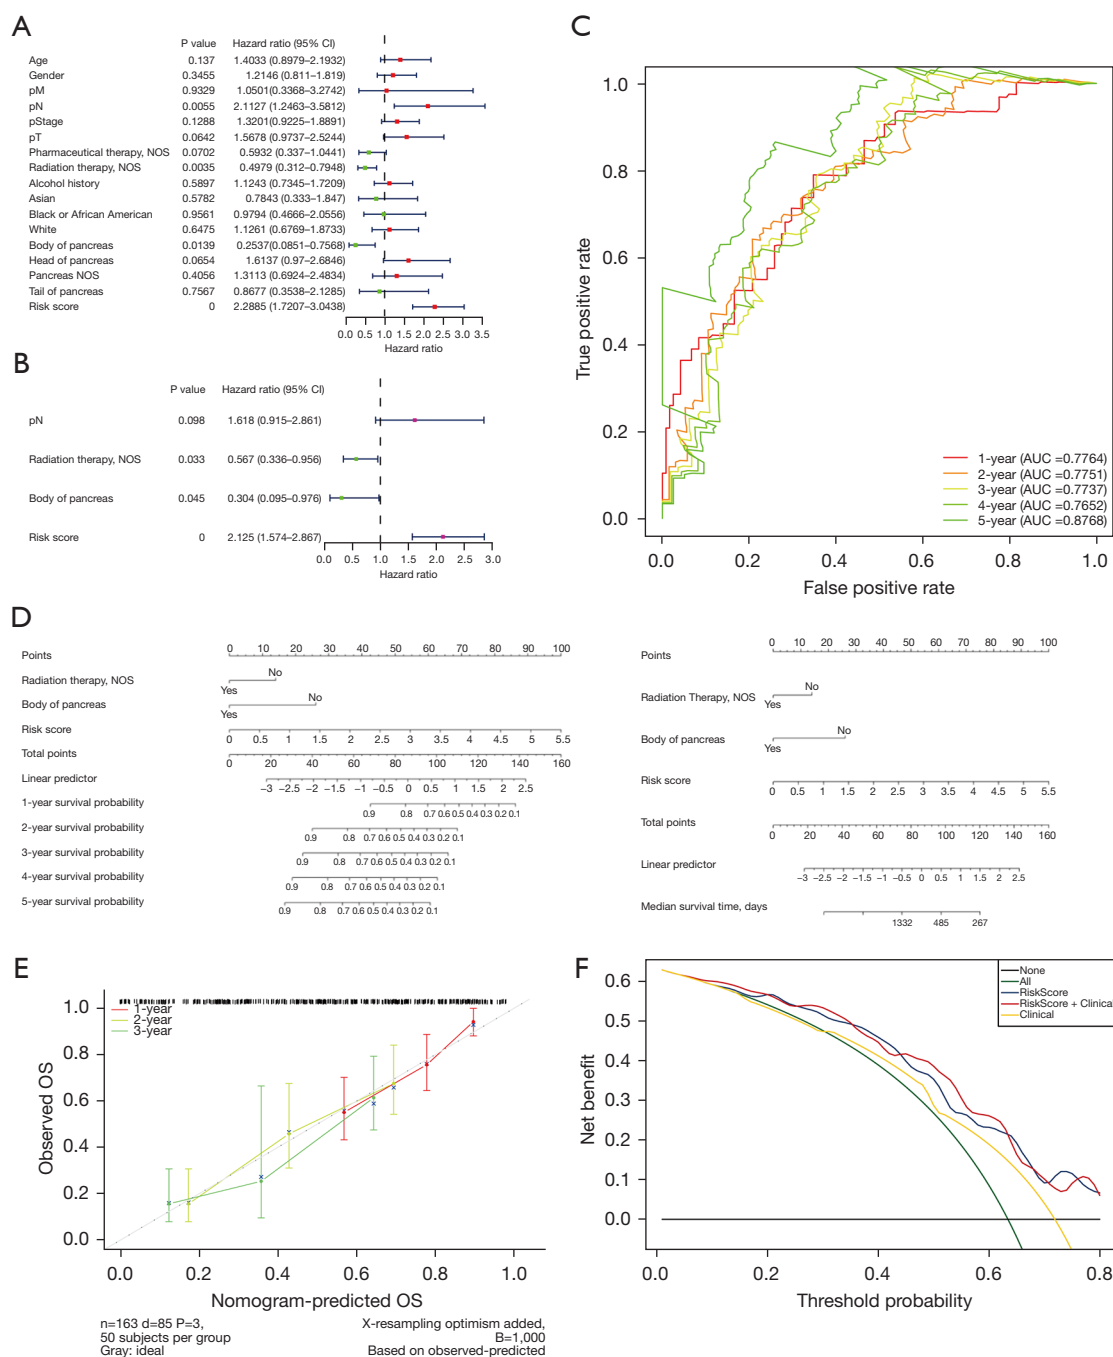 A
P value Hazard ratio (95% CI)
Age 0.137 1.4033 (0.8979–2.1932)
Gender 0.3455 1.2146 (0.811–1.819)
pM 0.9329 1.0501(0.3368–3.2742)
pN 0.0055 2.1127 (1.2463–3.5812)
pStage 0.1288 1.3201(0.9225–1.8891)
pT 0.0642 1.5678 (0.9737–2.5244)
Pharmaceutical therapy, NOS 0.0702 0.5932 (0.337–1.0441)
Radiation therapy, NOS 0.0035 0.4979 (0.312–0.7948)
Alcohol history 0.5897 1.1243 (0.7345–1.7209)
Asian 0.5782 0.7843 (0.333–1.847)
Black or African American 0.9561 0.9794 (0.4666–2.0556)
White 0.6475 1.1261 (0.6769–1.8733)
Body of pancreas 0.0139 0.2537(0.0851–0.7568)
Head of pancreas 0.0654 1.6137 (0.97–2.6846)
Pancreas NOS 0.4056 1.3113 (0.6924–2.4834)
Tail of pancreas 0.7567 0.8677 (0.3538–2.1285)
Risk score 0 2.2885 (1.7207–3.0438)
0.0 0.5 1.0 1.5 2.0 2.5 3.0 3.5
Hazard ratio
B
P value Hazard ratio (95% CI)
pN 0.098 1.618 (0.915–2.861)
Radiation therapy, NOS 0.033 0.567 (0.336–0.956)
Body of pancreas 0.045 0.304 (0.095–0.976)
Risk score 0 2.125 (1.574–2.867)
0.0 0.5 1.0 1.5 2.0 2.5 3.0
Hazard ratio
C
True positive rate
1.0
0.8
0.6
0.4
0.2
0.0
1-year (AUC =0.7764)
2-year (AUC =0.7751)
3-year (AUC =0.7737)
4-year (AUC =0.7652)
5-year (AUC =0.8768)
0.0 0.2 0.4 0.6 0.8 1.0
False positive rate
D
Points 0 10 20 30 40 50 60 70 80 90 100
Radiation therapy, NOS Yes No
Body of pancreas Yes No
Risk score 0 0.5 1 1.5 2 2.5 3 3.5 4 4.5 5 5.5
Total points 0 20 40 60 80 100 120 140 160
Linear predictor –3 –2.5 –2 –1.5 –1 –0.5 0 0.5 1 1.5 2 2.5
1-year survival probability 0.9 0.8 0.7 0.6 0.5 0.4 0.3 0.2 0.1
2-year survival probability 0.9 0.8 0.7 0.6 0.5 0.4 0.3 0.2 0.1
3-year survival probability 0.9 0.8 0.7 0.6 0.5 0.4 0.3 0.2 0.1
4-year survival probability 0.9 0.8 0.7 0.6 0.5 0.4 0.3 0.2 0.1
5-year survival probability 0.9 0.8 0.7 0.6 0.5 0.4 0.3 0.2 0.1
Points 0 10 20 30 40 50 60 70 80 90 100
Radiation Therapy, NOS Yes No
Body of pancreas Yes No
Risk score 0 0.5 1 1.5 2 2.5 3 3.5 4 4.5 5 5.5
Total points 0 20 40 60 80 100 120 140 160
Linear predictor –3 –2.5 –2 –1.5 –1 –0.5 0 0.5 1 1.5 2 2.5
Median survival time, days 1332 485 267
E
Observed OS
1.0
0.8
0.6
0.4
0.2
0.0
1-year
2-year
3-year
0.0 0.2 0.4 0.6 0.8 1.0
Nomogram-predicted OS
n=163 d=85 P=3,
50 subjects per group
Gray: ideal
X-resampling optimism added,
B=1,000
Based on observed-predicted
F
Net benefit
0.6
0.5
0.4
0.3
0.2
0.1
0.0
None
All
RiskScore
RiskScore + Clinical
Clinical
0.0 0.2 0.4 0.6 0.8
Threshold probability